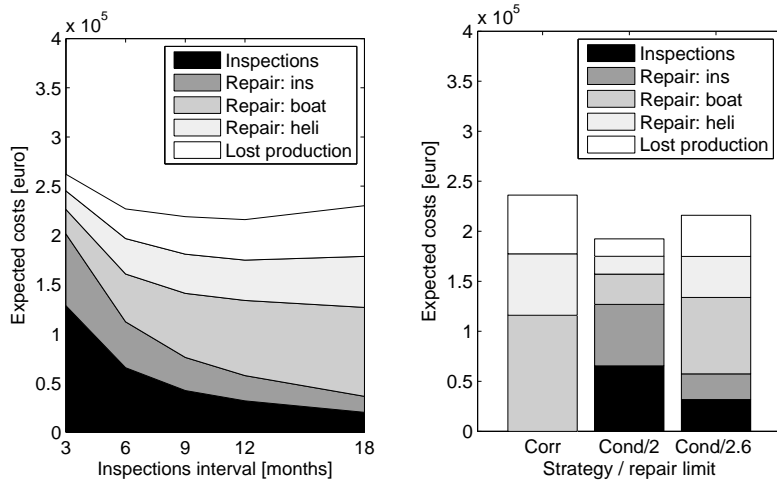 x 10^5
4
3.5
3
2.5
2
1.5
1
0.5
0
Expected costs [euro]
Inspections
Repair: ins
Repair: boat
Repair: heli
Lost production
3 6 9 12 18
Inspections interval [months]
x 10^5
4
3.5
3
2.5
2
1.5
1
0.5
0
Expected costs [euro]
Inspections
Repair: ins
Repair: boat
Repair: heli
Lost production
Corr Cond/2 Cond/2.6
Strategy / repair limit